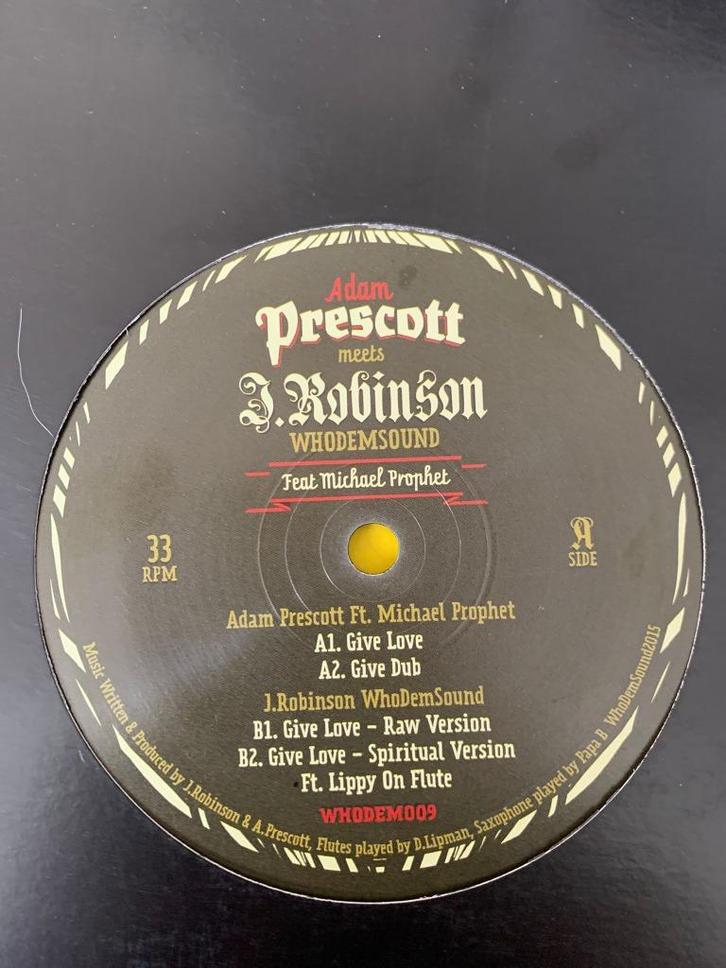 Adam
Prescott
meets
J.Robinson
WHODEMSOUND
Feat Michael Prophet
33
RPM
A
SIDE
Adam Prescott Ft. Michael Prophet
A1. Give Love
A2. Give Dub
J.Robinson WhoDemSound
B1. Give Love – Raw Version
B2. Give Love – Spiritual Version
Ft. Lippy On Flute
WHODEM009
Music Written & Produced by J.Robinson & A.Prescott, Flutes played by D.Lipman, Saxophone played by Papa B WhoDemSound2015